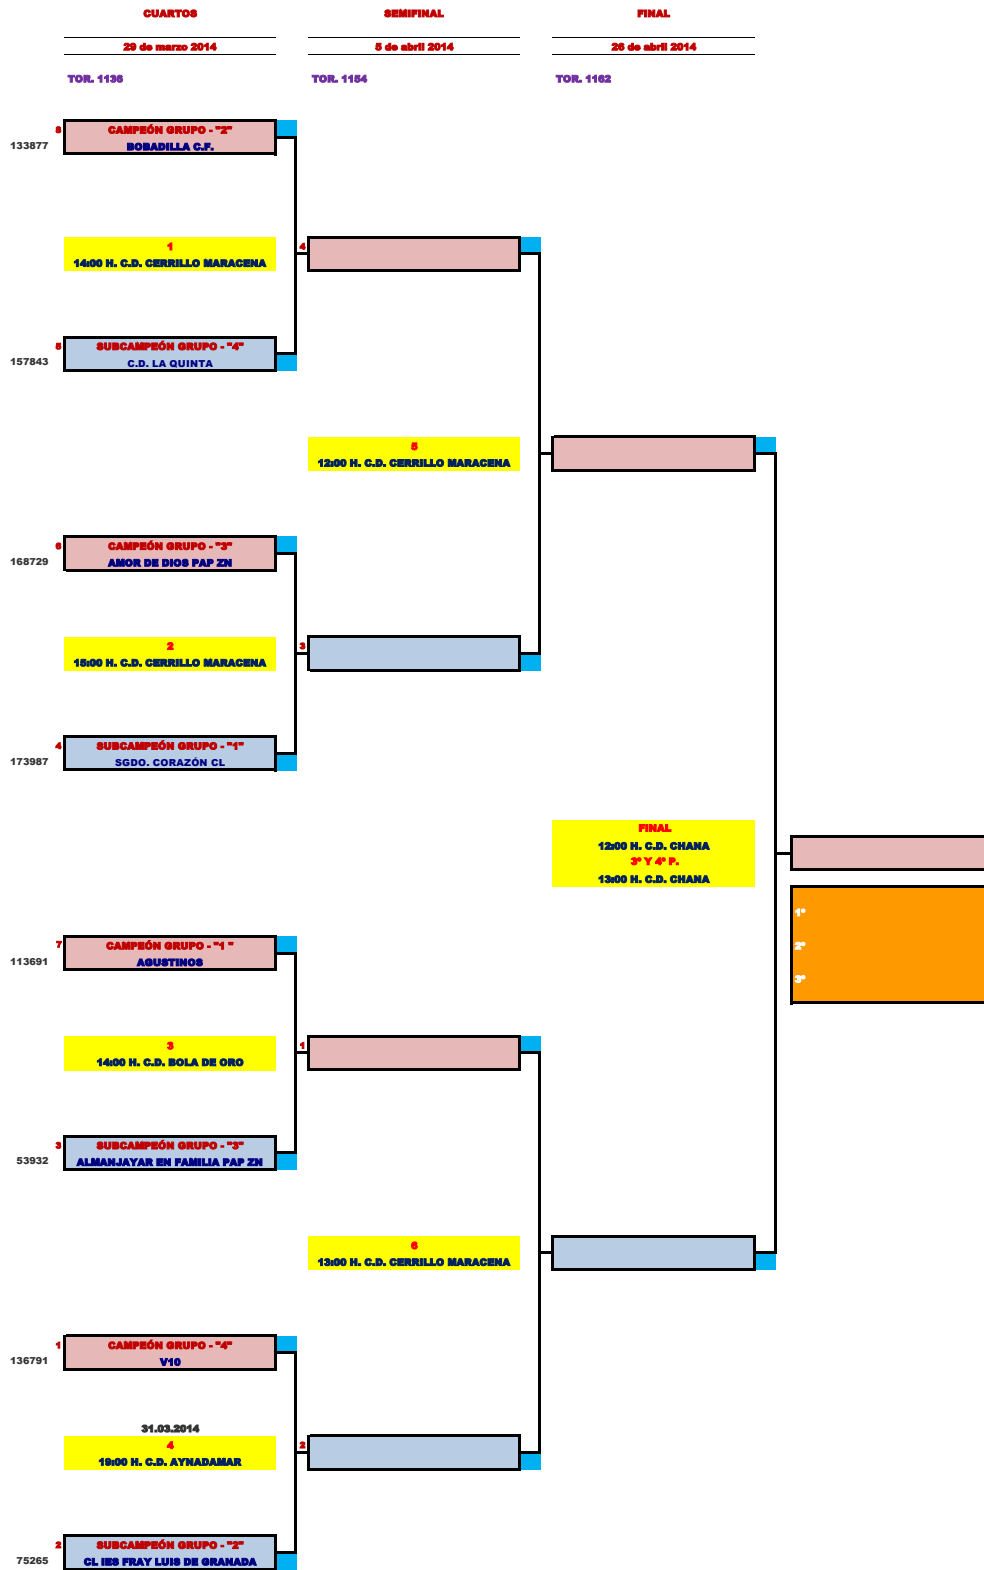 CUARTOS SEMIFINAL FINAL
29 de marzo 2014 5 de abril 2014 26 de abril 2014
TOR. 1136 TOR. 1154 TOR. 1162
8 CAMPEÓN GRUPO - "2"
133877 BOBADILLA C.F.
1 4
14:00 H. C.D. CERRILLO MARACENA
5 SUBCAMPEÓN GRUPO - "4"
157843 C.D. LA QUINTA
5
12:00 H. C.D. CERRILLO MARACENA
6 CAMPEÓN GRUPO - "3"
168729 AMOR DE DIOS PAP ZN
2 3
15:00 H. C.D. CERRILLO MARACENA
4 SUBCAMPEÓN GRUPO - "1"
173987 SGDO. CORAZÓN CL
FINAL
12:00 H. C.D. CHANA
3º Y 4º P.
13:00 H. C.D. CHANA
1º
2º
3º
7 CAMPEÓN GRUPO - "1 "
113691 AGUSTINOS
3 1
14:00 H. C.D. BOLA DE ORO
3 SUBCAMPEÓN GRUPO - "3"
53932 ALMANJAYAR EN FAMILIA PAP ZN
6
13:00 H. C.D. CERRILLO MARACENA
1 CAMPEÓN GRUPO - "4"
136791 V10
31.03.2014
4 2
19:00 H. C.D. AYNADAMAR
2 SUBCAMPEÓN GRUPO - "2"
75265 CL IES FRAY LUIS DE GRANADA